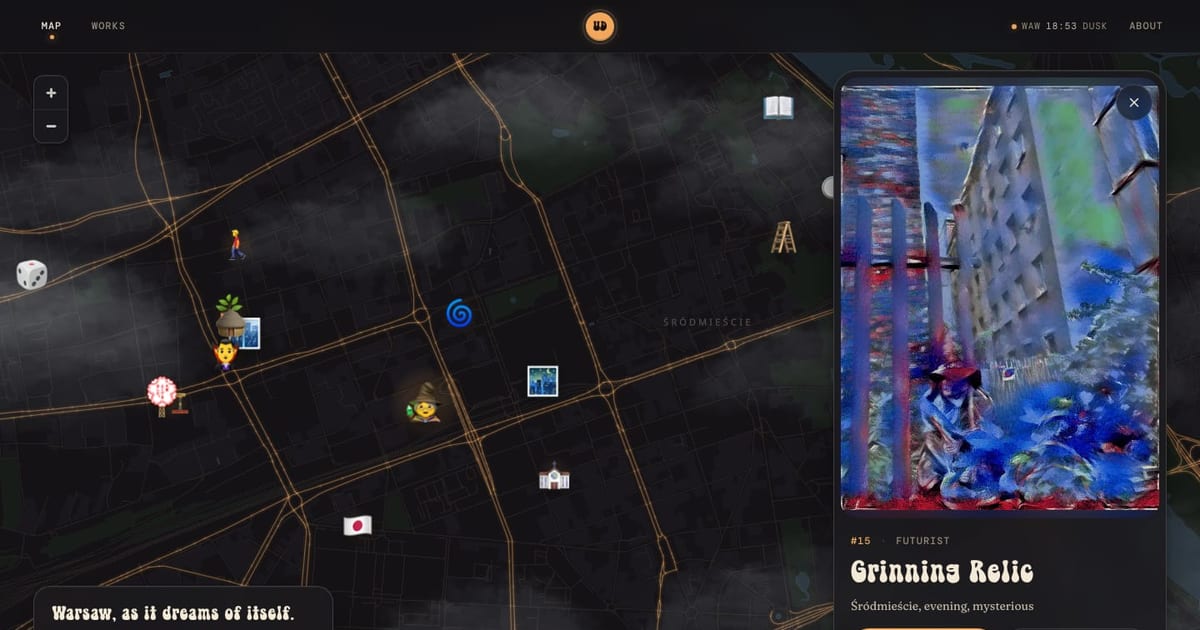 MAP
WORKS
UD
WAW 18:53 DUSK
ABOUT
+
−
ŚRÓDMIEŚCIE
#15 · FUTURIST
Grinning Relic
Śródmieście, evening, mysterious
Warsaw, as it dreams of itself.